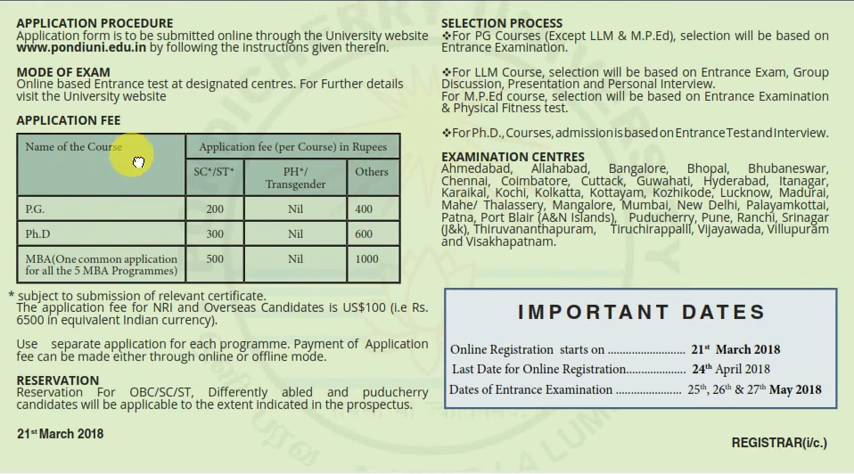 APPLICATION PROCEDURE
Application form is to be submitted online through the University website
www.pondiuni.edu.in by following the instructions given therein.
MODE OF EXAM
Online based Entrance test at designated centres. For Further details
visit the University website
APPLICATION FEE
Name of the Course
Application fee (per Course) in Rupees
SC*/ST*
PH*/
Transgender
Others
P.G. 200 Nil 400
Ph.D 300 Nil 600
MBA(One common application
for all the 5 MBA Programmes)
500 Nil 1000
* subject to submission of relevant certificate.
The application fee for NRI and Overseas Candidates is US$100 (i.e Rs.
6500 in equivalent Indian currency).
Use separate application for each programme. Payment of Application
fee can be made either through online or offline mode.
RESERVATION
Reservation For OBC/SC/ST, Differently abled and puducherry
candidates will be applicable to the extent indicated in the prospectus.
21st March 2018
SELECTION PROCESS
❖For PG Courses (Except LLM & M.P.Ed), selection will be based on
Entrance Examination.
❖For LLM Course, selection will be based on Entrance Exam, Group
Discussion, Presentation and Personal Interview.
For M.P.Ed course, selection will be based on Entrance Examination
& Physical Fitness test.
❖For Ph.D., Courses, admission is based on Entrance Test and Interview.
EXAMINATION CENTRES
Ahmedabad, Allahabad, Bangalore, Bhopal, Bhubaneswar,
Chennai, Coimbatore, Cuttack, Guwahati, Hyderabad, Itanagar,
Karaikal, Kochi, Kolkatta, Kottayam, Kozhikode, Lucknow, Madurai,
Mahe/ Thalassery, Mangalore, Mumbai, New Delhi, Palayamkottai,
Patna, Port Blair (A&N Islands), Puducherry, Pune, Ranchi, Srinagar
(J&k), Thiruvananthapuram, Tiruchirappalli, Vijayawada, Villupuram
and Visakhapatnam.
IMPORTANT DATES
Online Registration starts on ........................ 21st March 2018
Last Date for Online Registration.................. 24th April 2018
Dates of Entrance Examination .................... 25th, 26th & 27th May 2018
REGISTRAR(i/c.)